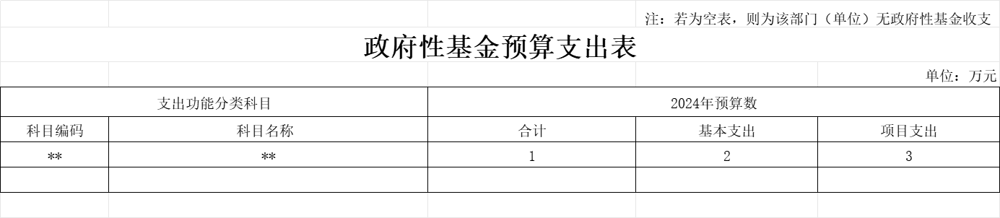 注：若为空表，则为该部门（单位）无政府性基金收支
政府性基金预算支出表
单位：万元
支出功能分类科目 2024年预算数
科目编码 科目名称 合计 基本支出 项目支出
** ** 1 2 3